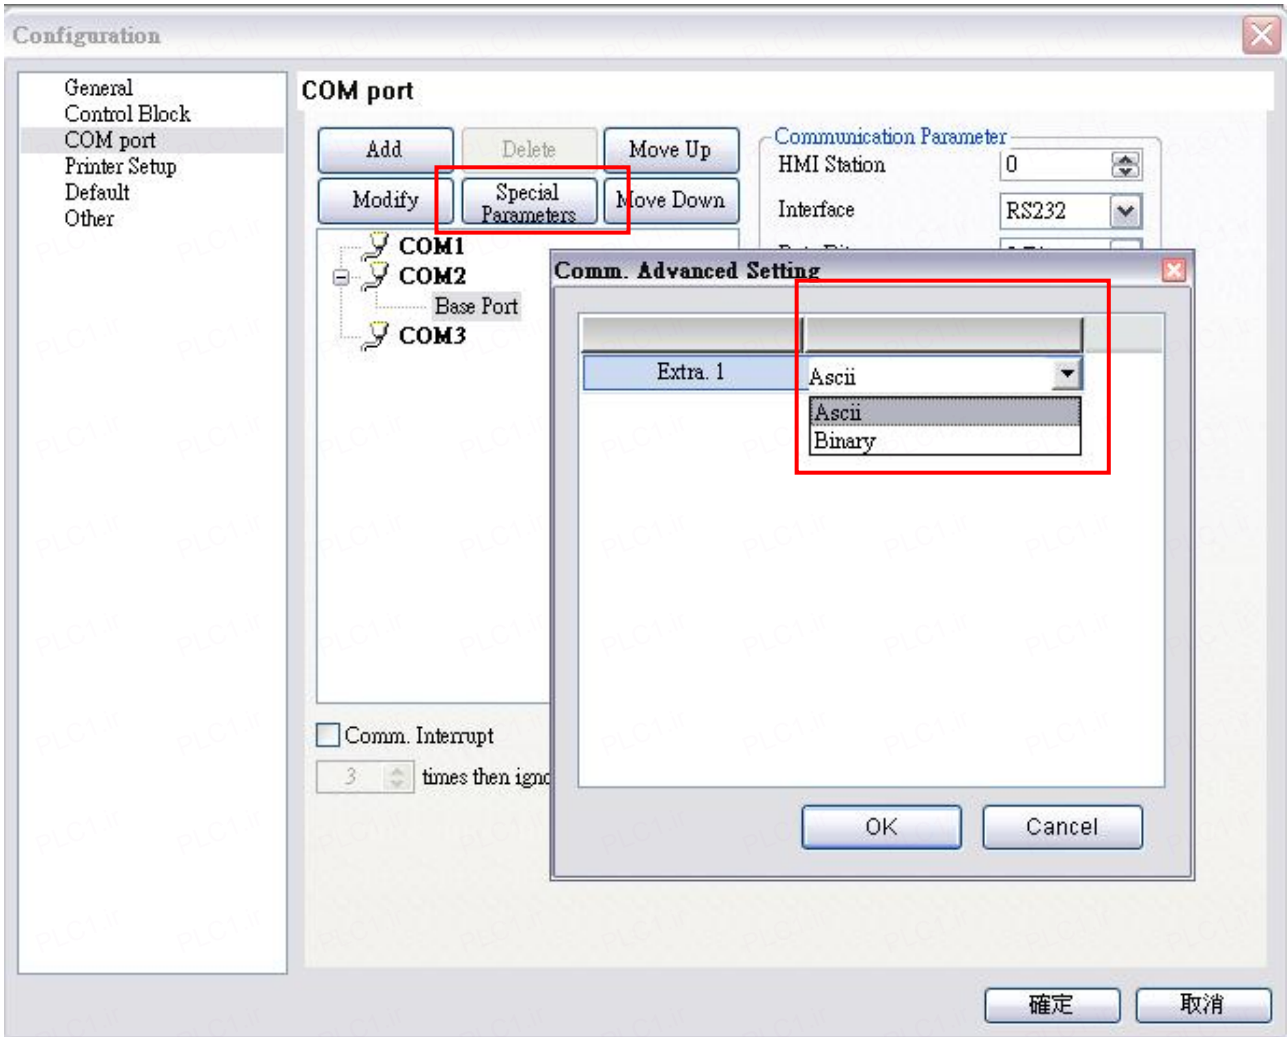 Configuration
General
Control Block
COM port
Printer Setup
Default
Other
COM port
Add
Delete
Move Up
Modify
Special
Parameters
Move Down
COM1
COM2
Base Port
COM3
Communication Parameter
HMI Station
0
Interface
RS232
Comm. Advanced Setting
Extra. 1
Ascii
Ascii
Binary
OK
Cancel
Comm. Interrupt
3
times then igno
確定
取消